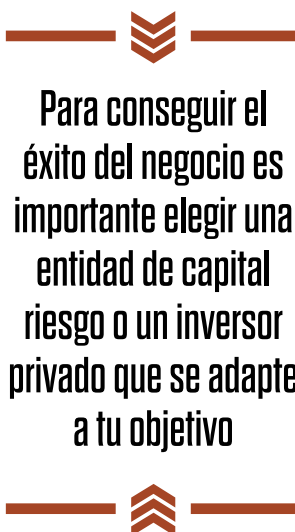 Para conseguir el
éxito del negocio es
importante elegir una
entidad de capital
riesgo o un inversor
privado que se adapte
a tu objetivo